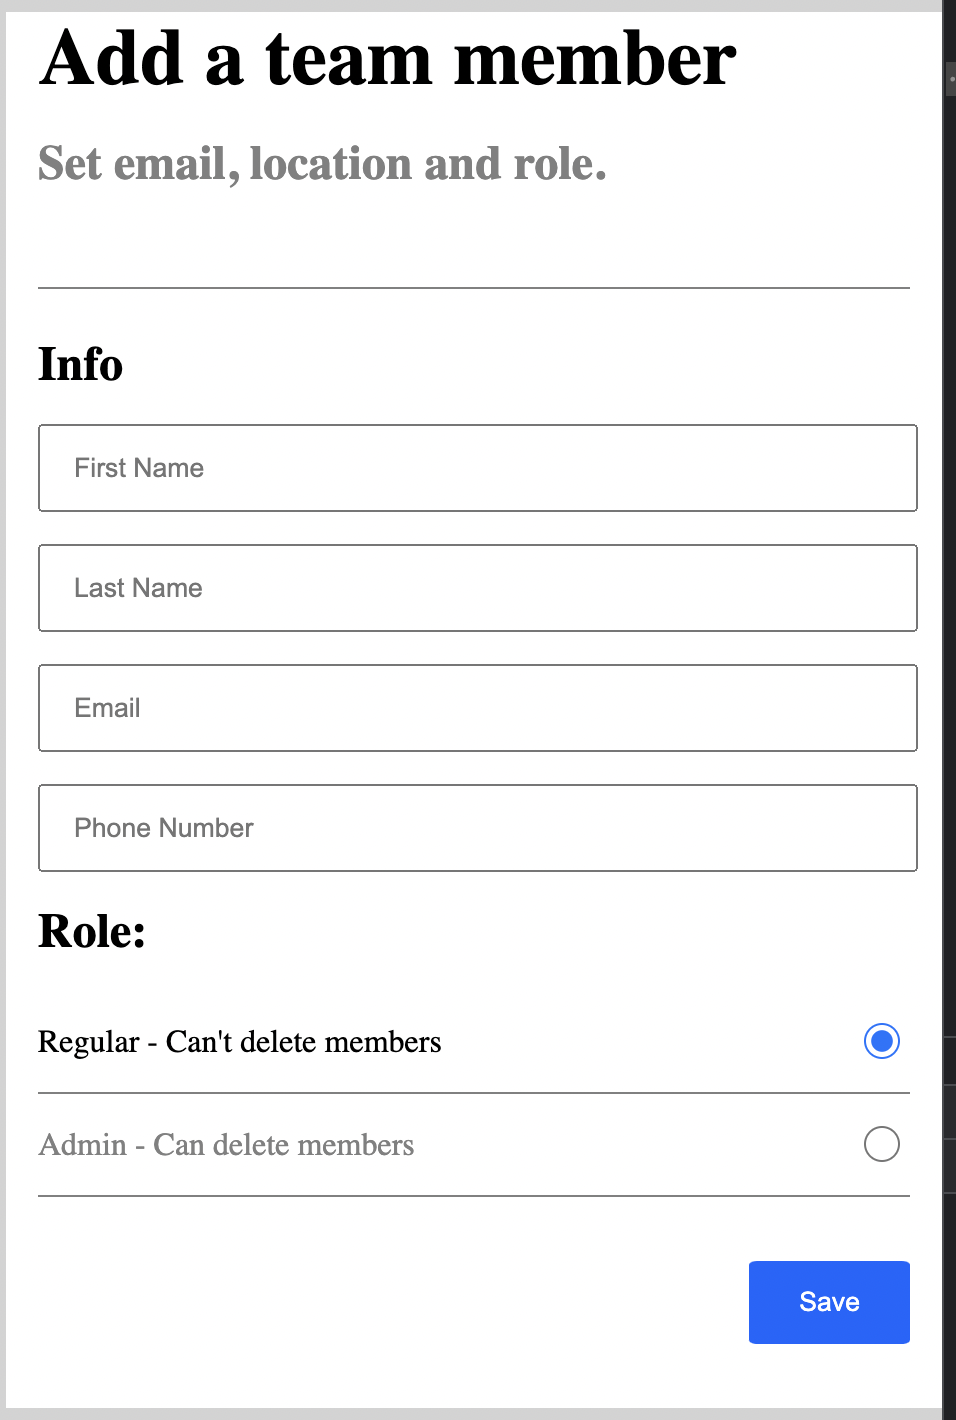 Add a team member
Set email, location and role.
Info
First Name
Last Name
Email
Phone Number
Role:
Regular - Can't delete members
Admin - Can delete members
Save